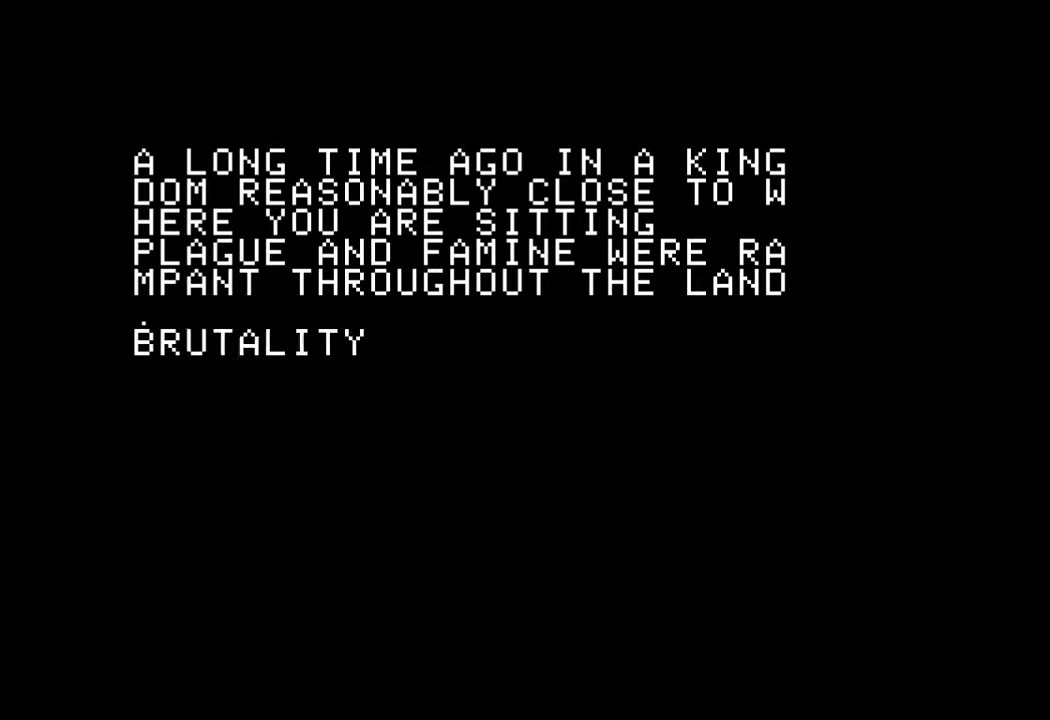 A LONG TIME AGO IN A KING
DOM REASONABLY CLOSE TO W
HERE YOU ARE SITTING
PLAGUE AND FAMINE WERE RA
MPANT THROUGHOUT THE LAND
.
BRUTALITY